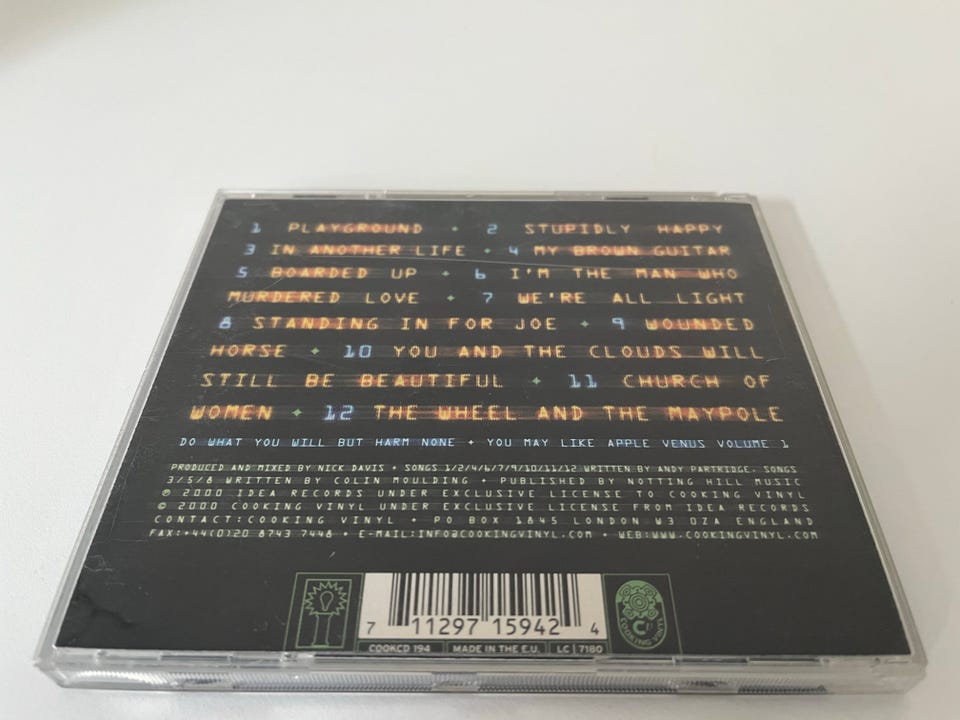 1 PLAYGROUND + 2 STUPIDLY HAPPY
3 IN ANOTHER LIFE + 4 MY BROWN GUITAR
5 BOARDED UP + 6 I'M THE MAN WHO
MURDERED LOVE + 7 WE'RE ALL LIGHT
8 STANDING IN FOR JOE + 9 WOUNDED
HORSE + 10 YOU AND THE CLOUDS WILL
STILL BE BEAUTIFUL + 11 CHURCH OF
WOMEN + 12 THE WHEEL AND THE MAYPOLE
DO WHAT YOU WILL BUT HARM NONE + YOU MAY LIKE APPLE VENUS VOLUME 1
PRODUCED AND MIXED BY NICK DAVIS + SONGS 1/2/4/6/7/9/10/11/12 WRITTEN BY ANDY PARTRIDGE, SONGS
3/5/8 WRITTEN BY COLIN MOULDING + PUBLISHED BY NOTTING HILL MUSIC
℗ 2000 IDEA RECORDS UNDER EXCLUSIVE LICENSE TO COOKING VINYL
© 2000 COOKING VINYL UNDER EXCLUSIVE LICENSE FROM IDEA RECORDS
CONTACT:COOKING VINYL + PO BOX 1845 LONDON W3 0ZA ENGLAND
FAX:+44(0)20 8743 7448 + E-MAIL:INFO@COOKINGVINYL.COM + WEB:WWW.COOKINGVINYL.COM
7 11297 15942 4
COOKING VINYL
COOKCD 194 MADE IN THE E.U. LC 7180